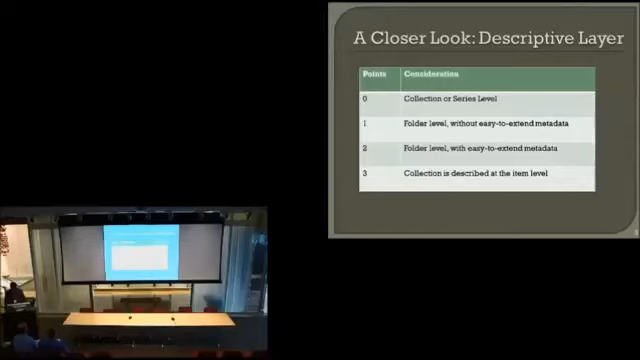 A Closer Look: Descriptive Layer
Points Consideration
0 Collection or Series Level
1 Folder level, without easy-to-extend metadata
2 Folder level, with easy-to-extend metadata
3 Collection is described at the item level